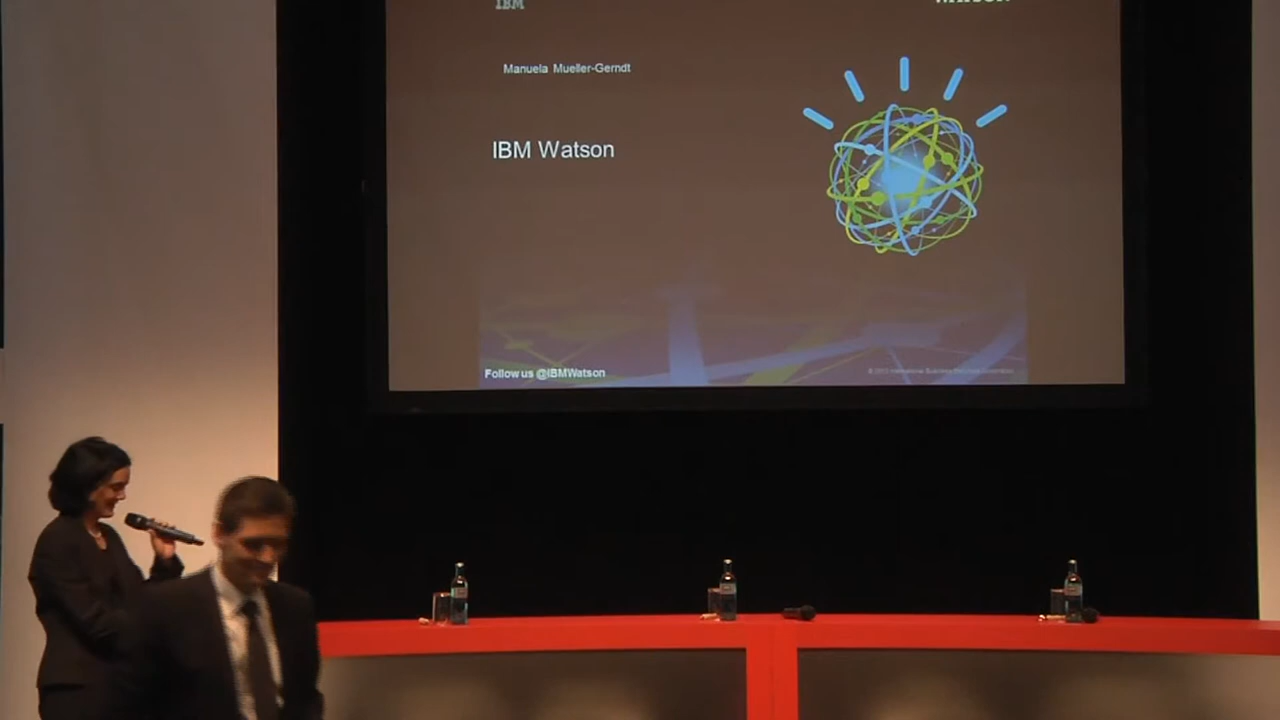 IBM
Manuela Mueller-Gerndt
IBM Watson
Follow us @IBMWatson